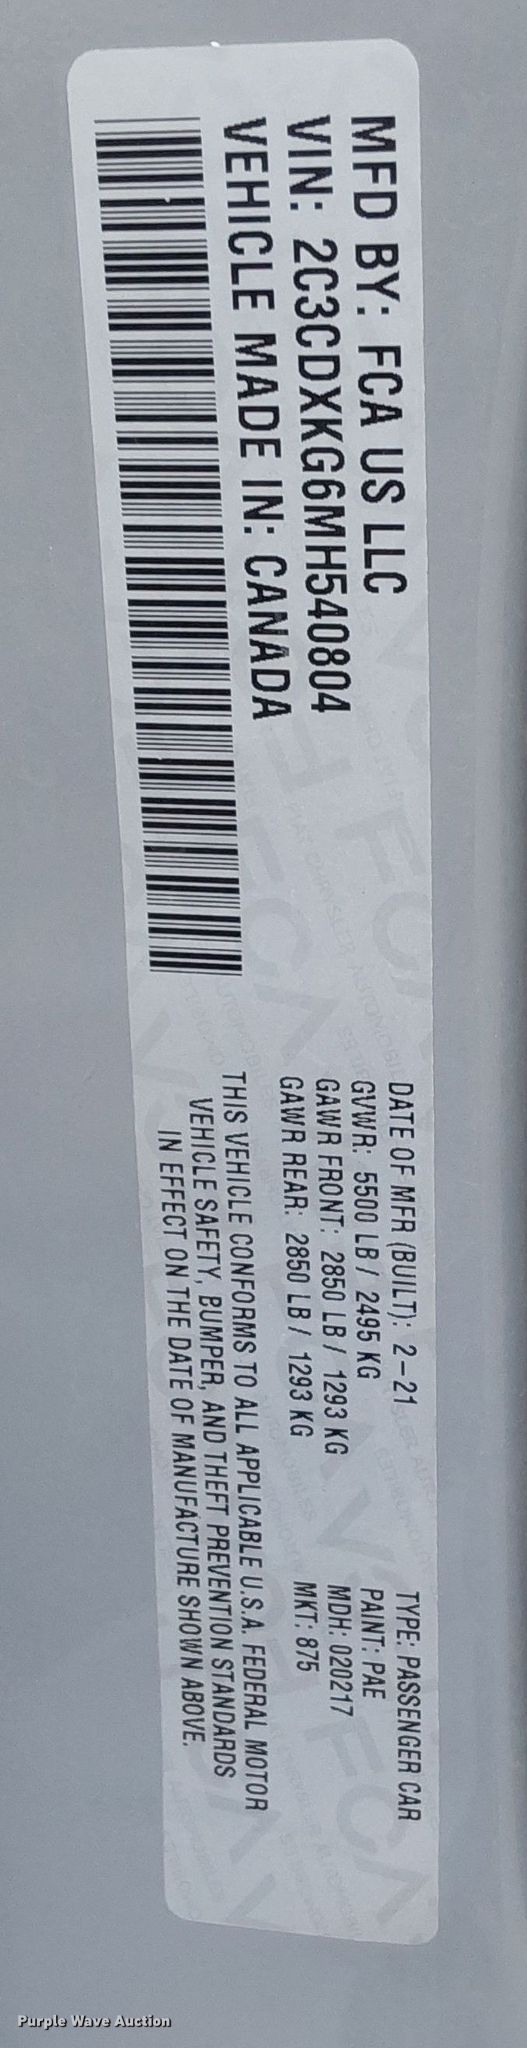 MFD BY: FCA US LLC
VIN: 2C3CDXKG6MH540804
VEHICLE MADE IN: CANADA
DATE OF MFR (BUILT): 2-21
GVWR: 5500 LB / 2495 KG
GAWR FRONT: 2850 LB / 1293 KG
GAWR REAR: 2850 LB / 1293 KG
TYPE: PASSENGER CAR
PAINT: PAE
MDH: 020217
MKT: 875
THIS VEHICLE CONFORMS TO ALL APPLICABLE U.S.A. FEDERAL MOTOR
VEHICLE SAFETY, BUMPER, AND THEFT PREVENTION STANDARDS
IN EFFECT ON THE DATE OF MANUFACTURE SHOWN ABOVE.
Purple Wave Auction